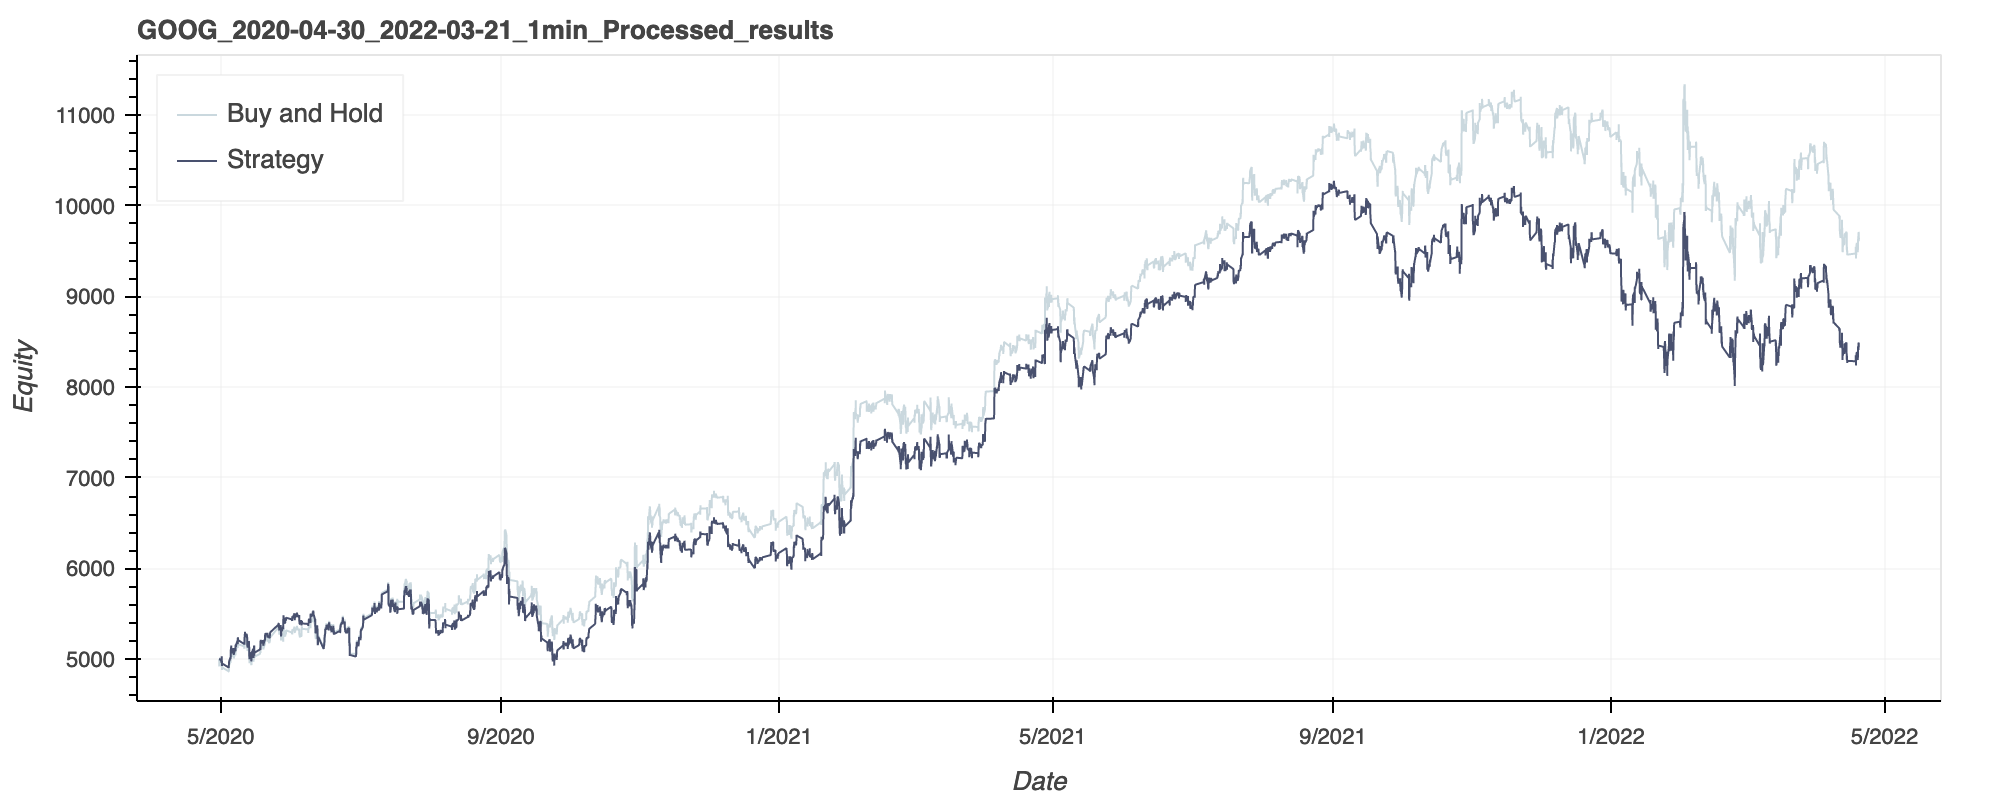 GOOG_2020-04-30_2022-03-21_1min_Processed_results
Buy and Hold
Strategy
11000
10000
9000
8000
7000
6000
5000
Equity
5/2020 9/2020 1/2021 5/2021 9/2021 1/2022 5/2022
Date